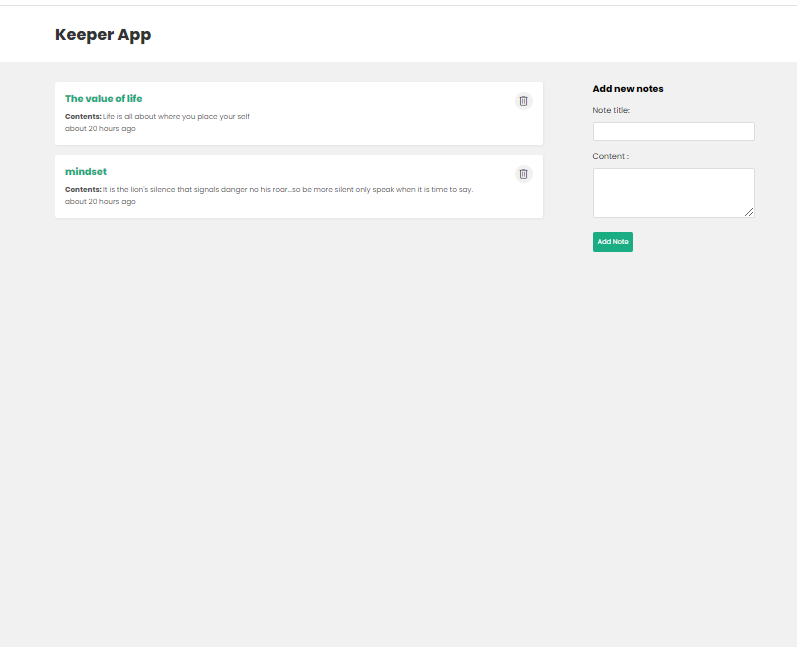 Keeper App
The value of life
Contents: Life is all about where you place your self
about 20 hours ago
mindset
Contents: It is the lion's silence that signals danger no his roar...so be more silent only speak when it is time to say.
about 20 hours ago
Add new notes
Note title:
Content :
Add Note